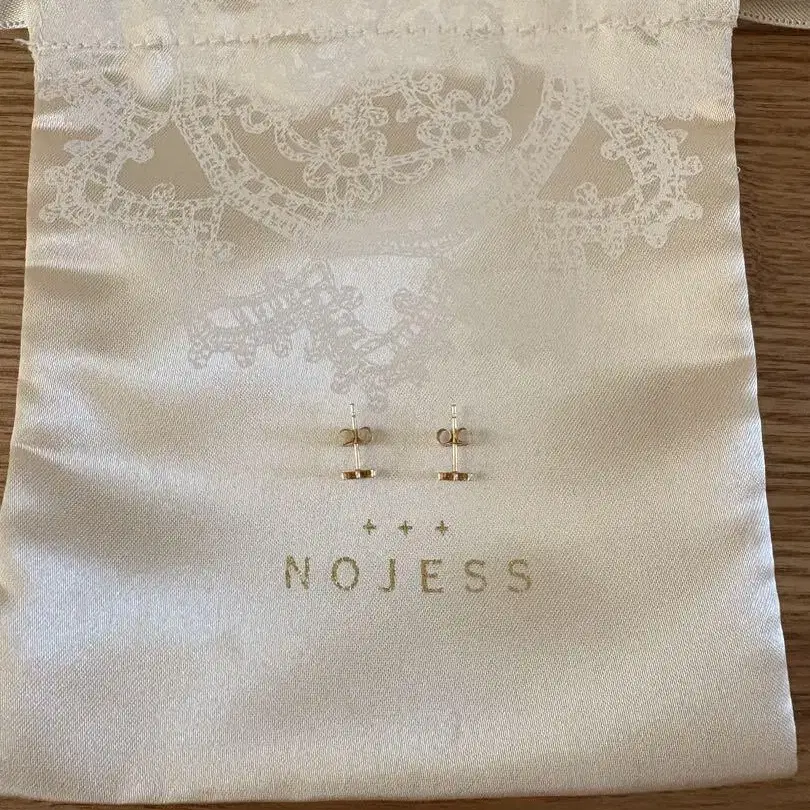 + + +
NOJESS